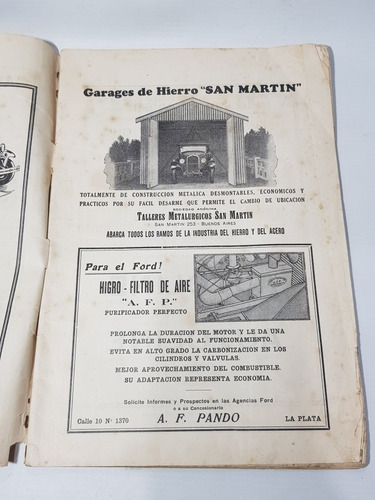 Garages de Hierro "SAN MARTIN"
TOTALMENTE DE CONSTRUCCION METALICA DESMONTABLES, ECONOMICOS Y
PRACTICOS POR SU FACIL DESARME QUE PERMITE EL CAMBIO DE UBICACION
SOCIEDAD ANÓNIMA
TALLERES METALURGICOS SAN MARTIN
SAN MARTIN 253 - BUENOS AIRES
ABARCA TODOS LOS RAMOS DE LA INDUSTRIA DEL HIERRO Y DEL ACERO
Para el Ford!
HIGRO - FILTRO DE AIRE
"A. F. P."
PURIFICADOR PERFECTO
PROLONGA LA DURACION DEL MOTOR Y LE DA UNA
NOTABLE SUAVIDAD AL FUNCIONAMIENTO.
EVITA EN ALTO GRADO LA CARBONIZACION EN LOS
CILINDROS Y VALVULAS.
MEJOR APROVECHAMIENTO DEL COMBUSTIBLE.
SU ADAPTACION REPRESENTA ECONOMIA.
Solicite Informes y Prospectos en las Agencias Ford
o a su Concesionario
Calle 10 Nº 1370 A. F. PANDO LA PLATA